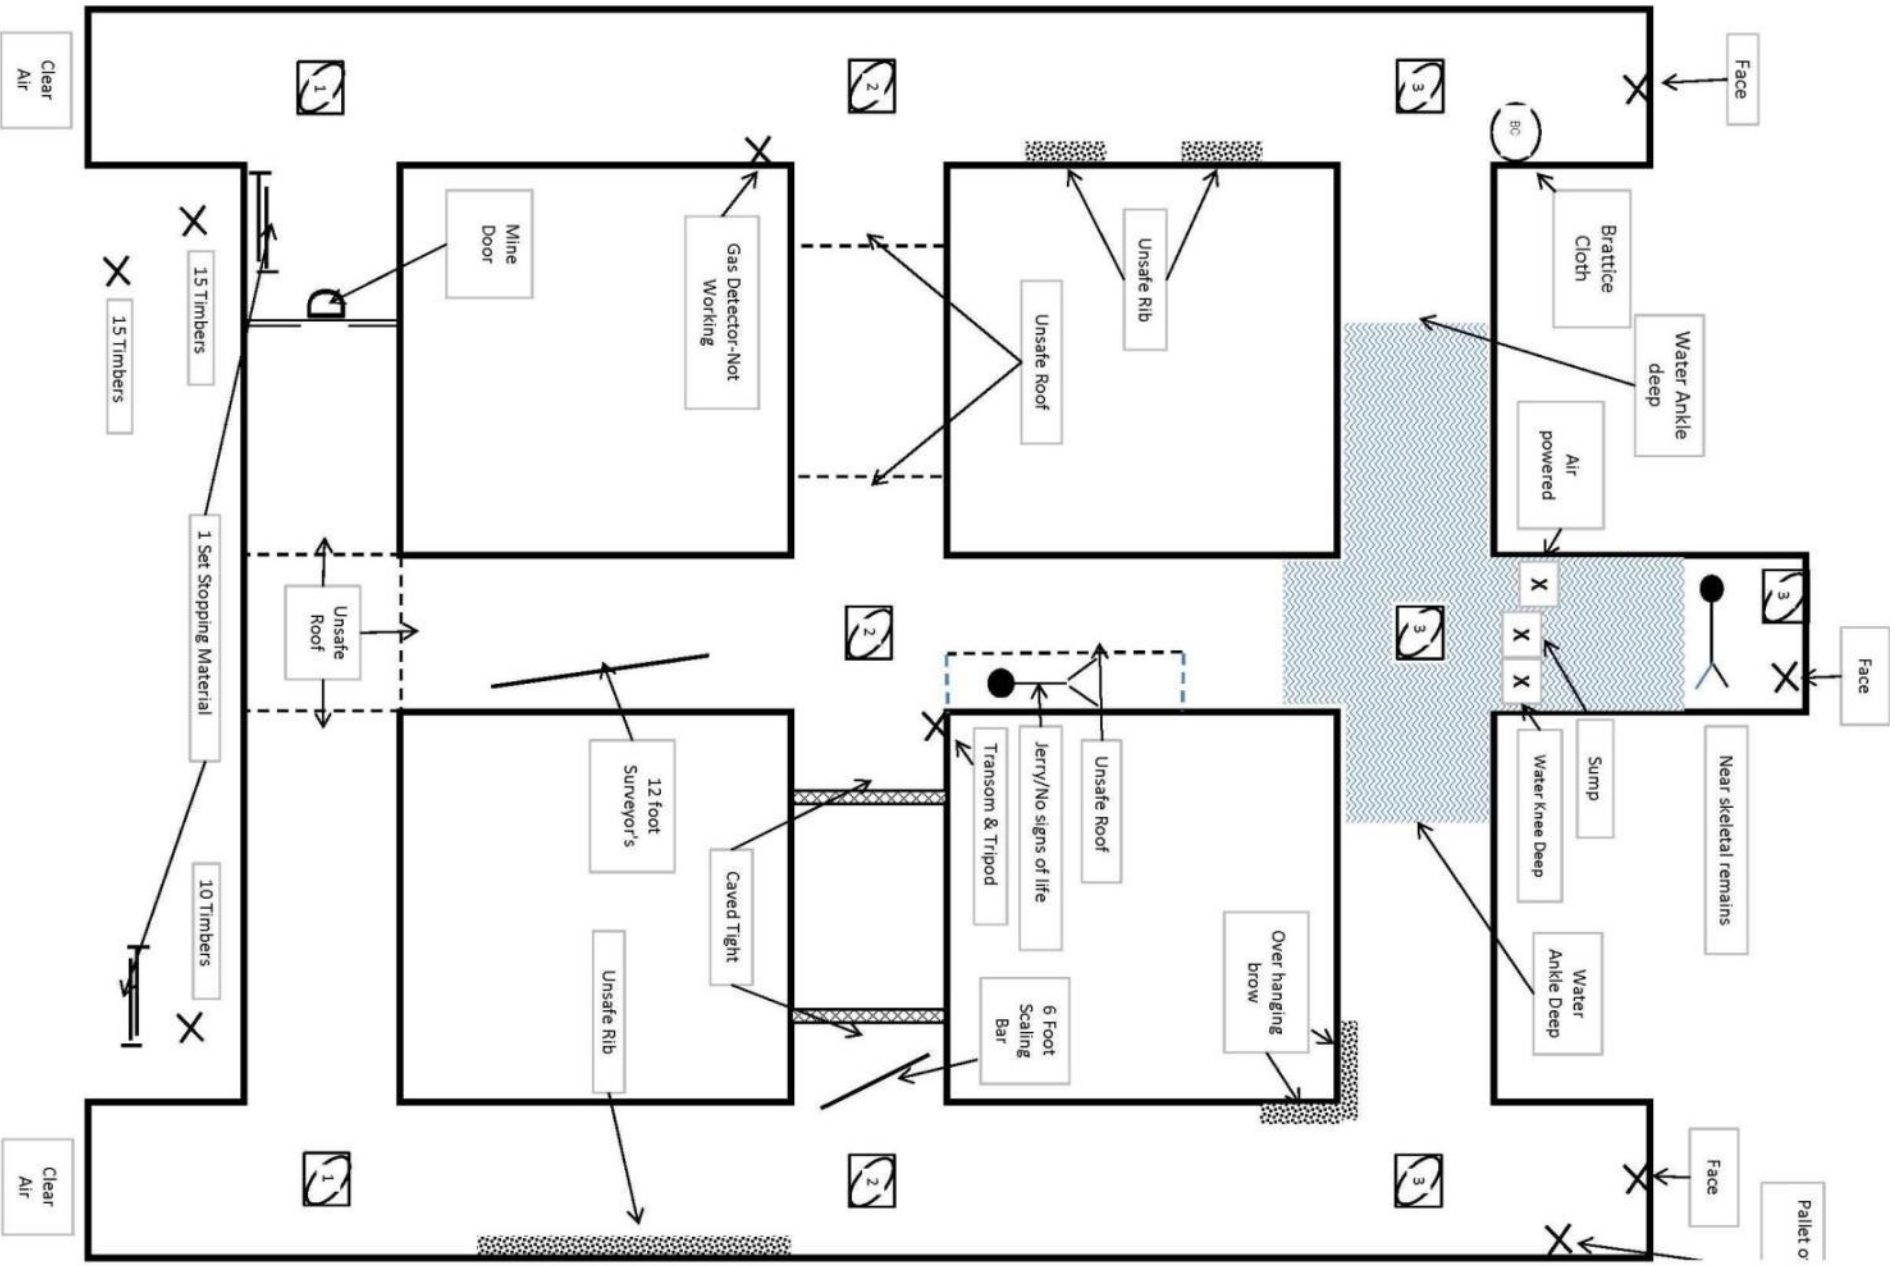 Face
Pallet o
3
Face
Near skeletal remains
Face
Water Ankle
deep
Brattice
Cloth
Sump
Air
powered
Water
Ankle Deep
Water Knee Deep
X
X
X
BC
3
3
3
Over hanging
brow
Unsafe Rib
Unsafe Roof
Unsafe Roof
Jerry/No signs of life
6 Foot
Scaling
Bar
Transom & Tripod
2
2
2
Gas Detector-Not
Working
Caved Tight
12 foot
Surveyor's
Unsafe Rib
Mine
Door
Unsafe
Roof
1
D
1
15 Timbers
1 Set Stopping Material
10 Timbers
15 Timbers
Clear
Air
Clear
Air